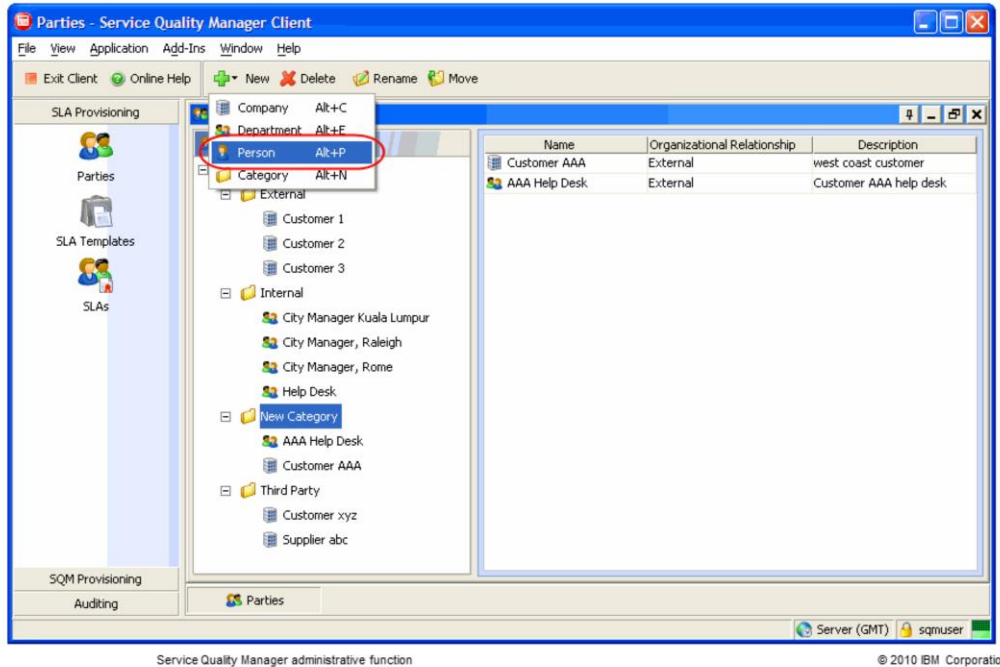 Parties - Service Quality Manager Client
File View Application Add-Ins Window Help
Exit Client Online Help New Delete Rename Move
SLA Provisioning
Parties
SLA Templates
SLAs
SQM Provisioning
Auditing
Company Alt+C
Department Alt+E
Person Alt+P
Category Alt+N
External
Customer 1
Customer 2
Customer 3
Internal
City Manager Kuala Lumpur
City Manager, Raleigh
City Manager, Rome
Help Desk
New Category
AAA Help Desk
Customer AAA
Third Party
Customer xyz
Supplier abc
Name Organizational Relationship Description
Customer AAA External west coast customer
AAA Help Desk External Customer AAA help desk
Parties
Server (GMT) sqmuser
Service Quality Manager administrative function
© 2010 IBM Corporatio